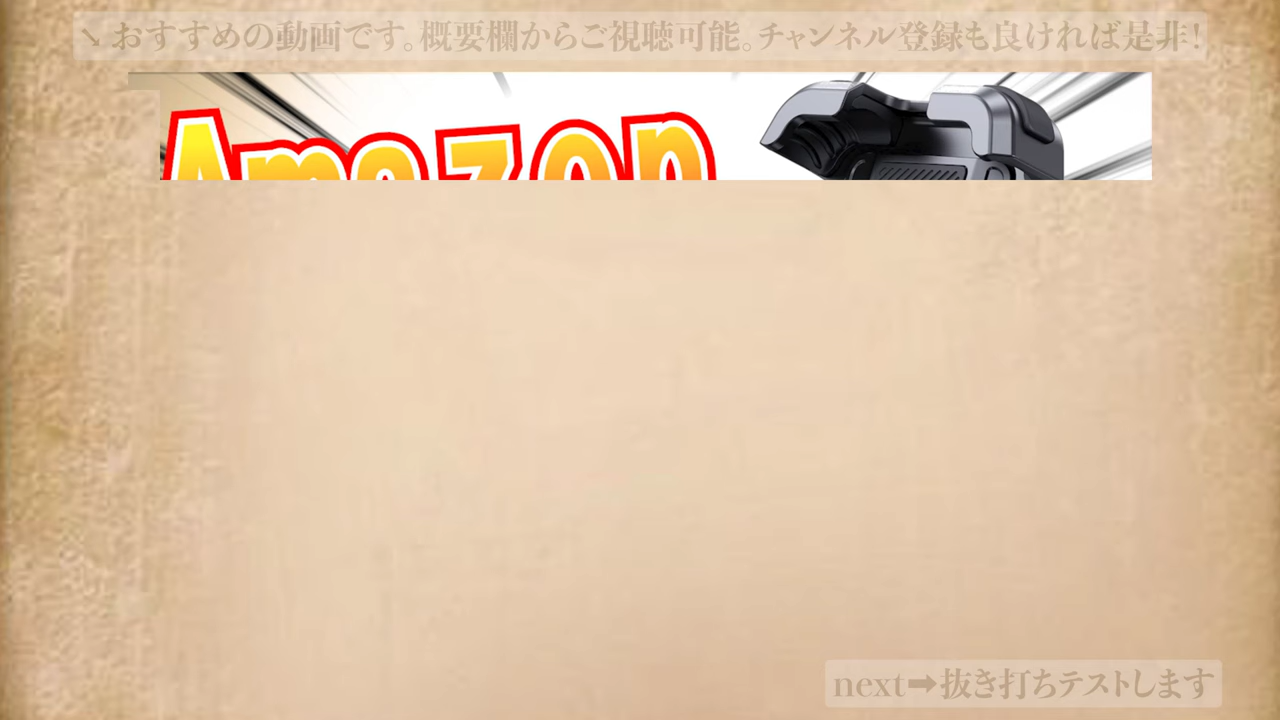 ↘おすすめの動画です。概要欄からご視聴可能。チャンネル登録も良ければ是非!
Amazon
next➡抜き打ちテストします